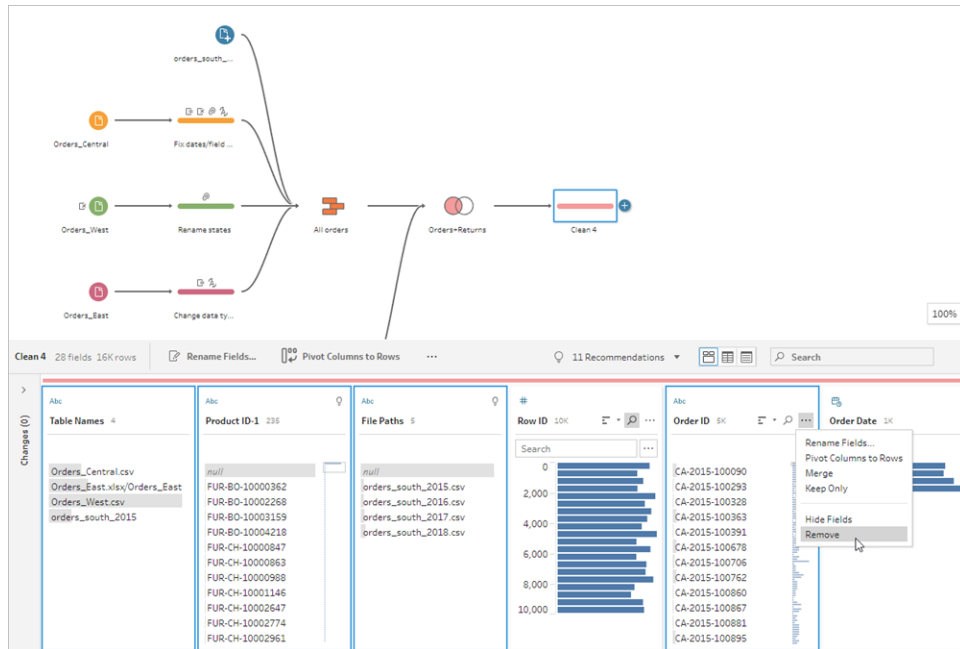 orders_south_...
Orders_Central
Fix dates/field ...
Orders_West
Rename states
All orders
Orders+Returns
Clean 4
Orders_East
Change data ty...
100%
Clean 4 28 fields 16K rows
Rename Fields...
Pivot Columns to Rows
...
11 Recommendations
Search
Changes (0)
Abc
Table Names 4
Orders_Central.csv
Orders_East.xlsx/Orders_East
Orders_West.csv
orders_south_2015
Abc
Product ID-1 236
null
FUR-BO-10000362
FUR-BO-10002268
FUR-BO-10003159
FUR-BO-10004218
FUR-CH-10000847
FUR-CH-10000863
FUR-CH-10000988
FUR-CH-10001146
FUR-CH-10002647
FUR-CH-10002774
FUR-CH-10002961
Abc
File Paths 5
null
orders_south_2015.csv
orders_south_2016.csv
orders_south_2017.csv
orders_south_2018.csv
#
Row ID 10K
Search
0
2,000
4,000
6,000
8,000
10,000
Abc
Order ID 5K
CA-2015-100090
CA-2015-100293
CA-2015-100328
CA-2015-100363
CA-2015-100391
CA-2015-100678
CA-2015-100706
CA-2015-100762
CA-2015-100860
CA-2015-100867
CA-2015-100881
CA-2015-100895
Order Date 1K
Rename Fields...
Pivot Columns to Rows
Merge
Keep Only
Hide Fields
Remove